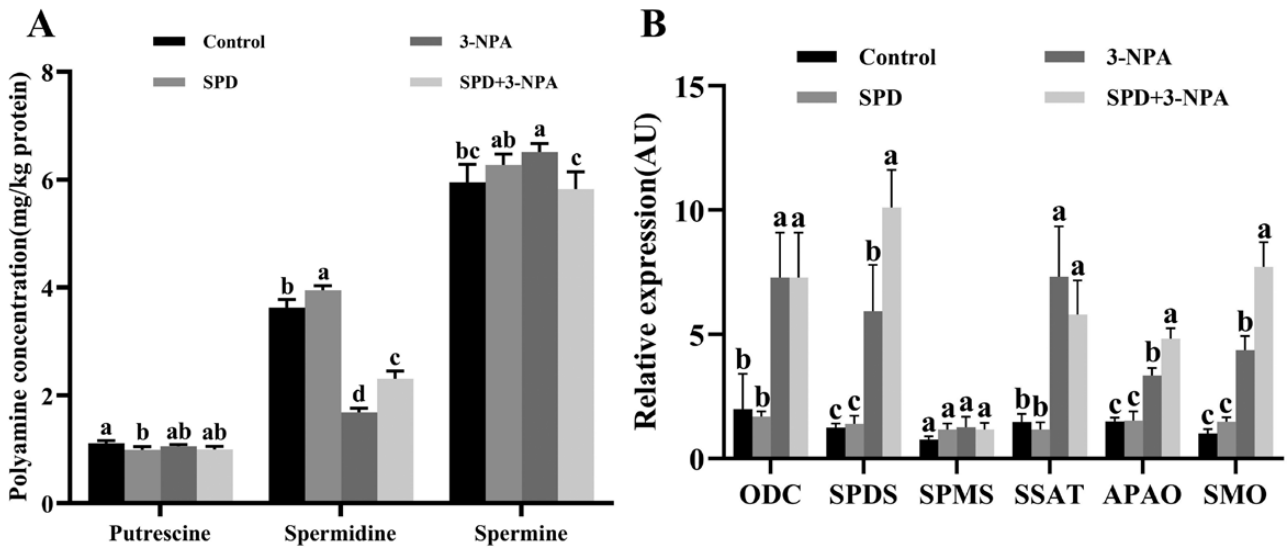 A
Control
3-NPA
SPD
SPD+3-NPA
Polyamine concentration(mg/kg protein)
8
6
4
2
0
a b ab ab
b a d c
bc ab a c
Putrescine Spermidine Spermine
B
Control
3-NPA
SPD
SPD+3-NPA
Relative expression(AU)
15
10
5
0
b b a a
c c b a
a a a a
b b a a
c c b a
c c b a
ODC SPDS SPMS SSAT APAO SMO